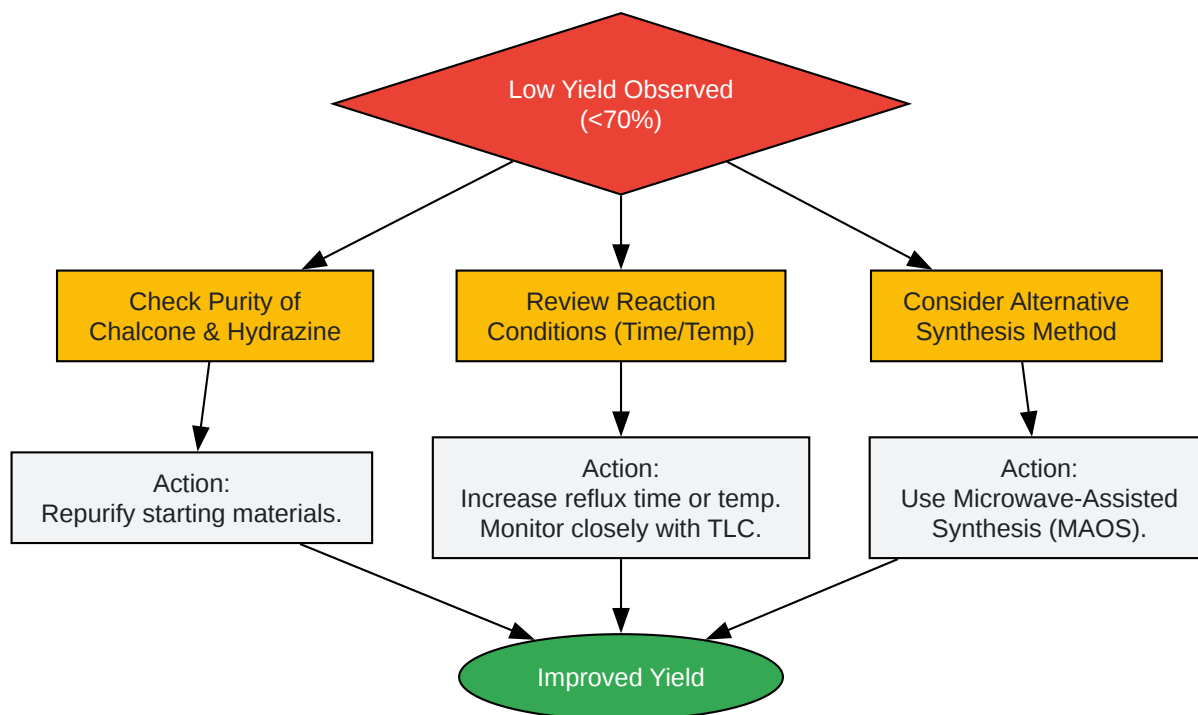 Low Yield Observed
(<70%)
Check Purity of
Chalcone & Hydrazine
Review Reaction
Conditions (Time/Temp)
Consider Alternative
Synthesis Method
Action:
Repurify starting materials.
Action:
Increase reflux time or temp.
Monitor closely with TLC.
Action:
Use Microwave-Assisted
Synthesis (MAOS).
Improved Yield